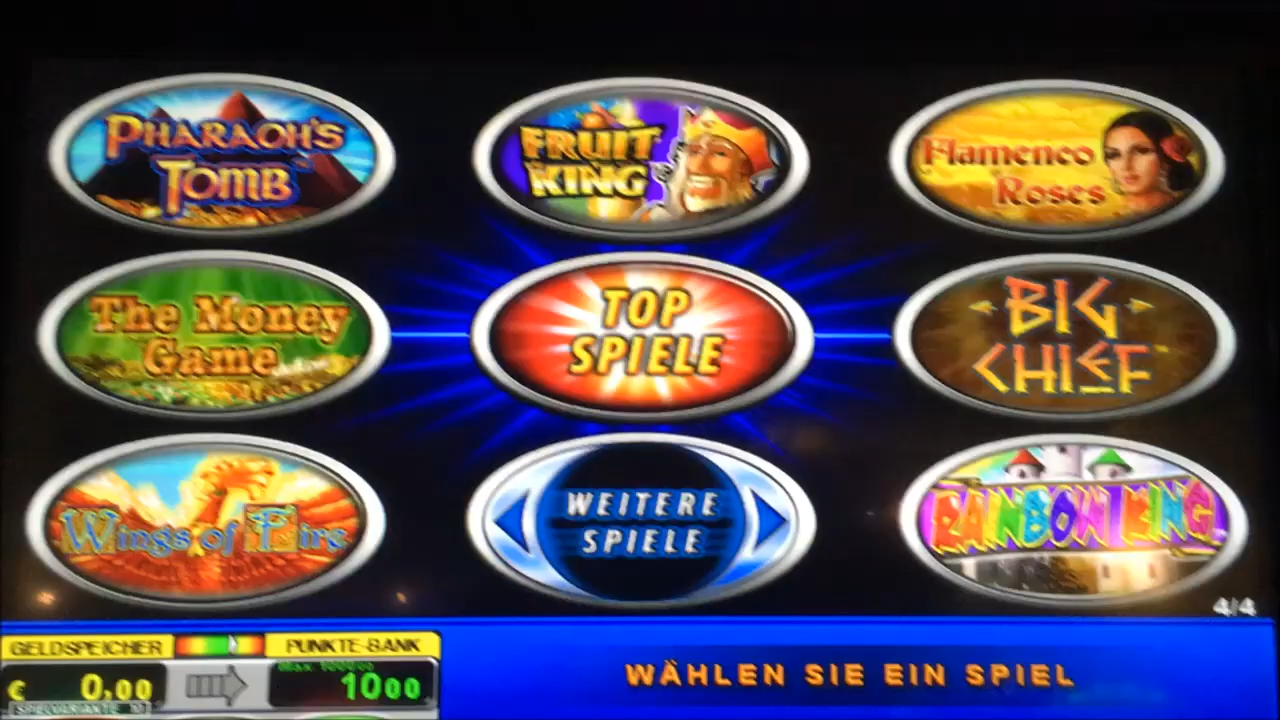 PHARAOH'S
TOMB
FRUIT
KING
Flamenco
Roses
The Money
Game
TOP
SPIELE
BIG
CHIEF
Wings of Fire
WEITERE
SPIELE
RAINBOW KING
4/4
GELDSPEICHER
PUNKTE-BANK
€ 0,00
1000
WÄHLEN SIE EIN SPIEL